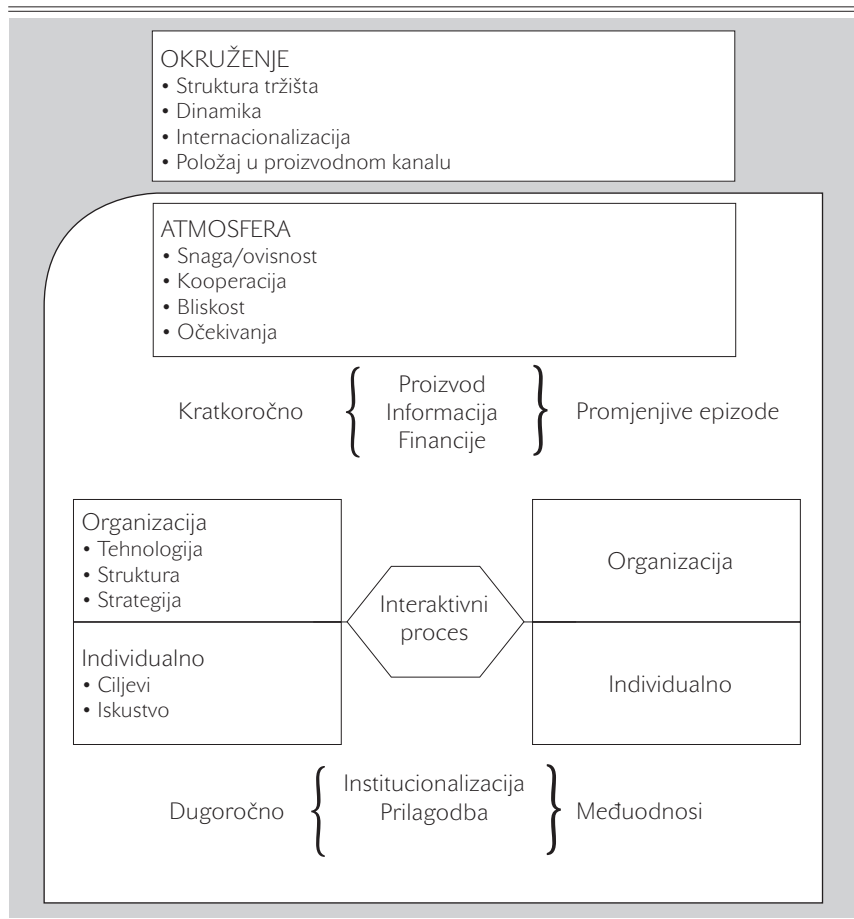 OKRUŽENJE
• Struktura tržišta
• Dinamika
• Internacionalizacija
• Položaj u proizvodnom kanalu
ATMOSFERA
• Snaga/ovisnost
• Kooperacija
• Bliskost
• Očekivanja
Kratkoročno
Proizvod
Informacija
Financije
Promjenjive epizode
Organizacija
• Tehnologija
• Struktura
• Strategija
Individualno
• Ciljevi
• Iskustvo
Interaktivni
proces
Organizacija
Individualno
Dugoročno
Institucionalizacija
Prilagodba
Međuodnosi